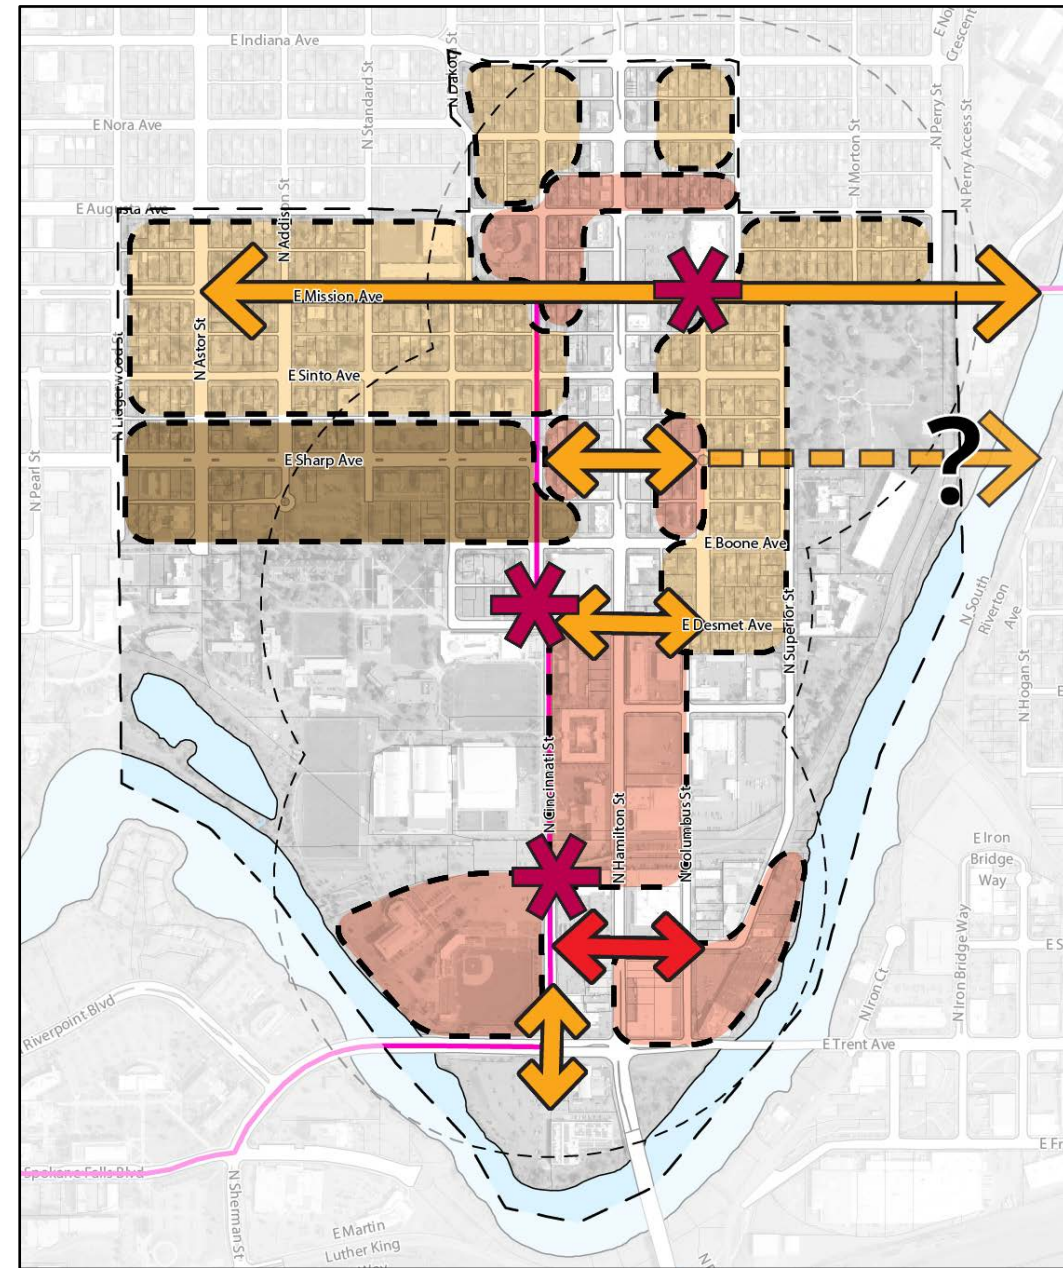 E Indiana Ave
N Dakota St
N Standard St
Crescent
N Perry St
N Perry Access St
E Nora Ave
N Morton St
E Augusta Ave
N Addison St
E Mission Ave
N Astor St
N Lidgerwood St
E Sinto Ave
N Pearl St
E Sharp Ave
?
E Boone Ave
E Desmet Ave
N Superior St
N South
Riverton
Ave
N Hogan St
N Cincinnati St
N Hamilton St
N Columbus St
E Iron
Bridge
Way
N Iron Bridge Way
N Iron Ct
Riverpoint Blvd
E Trent Ave
Spokane Falls Blvd
N Sherman St
E Martin
Luther King